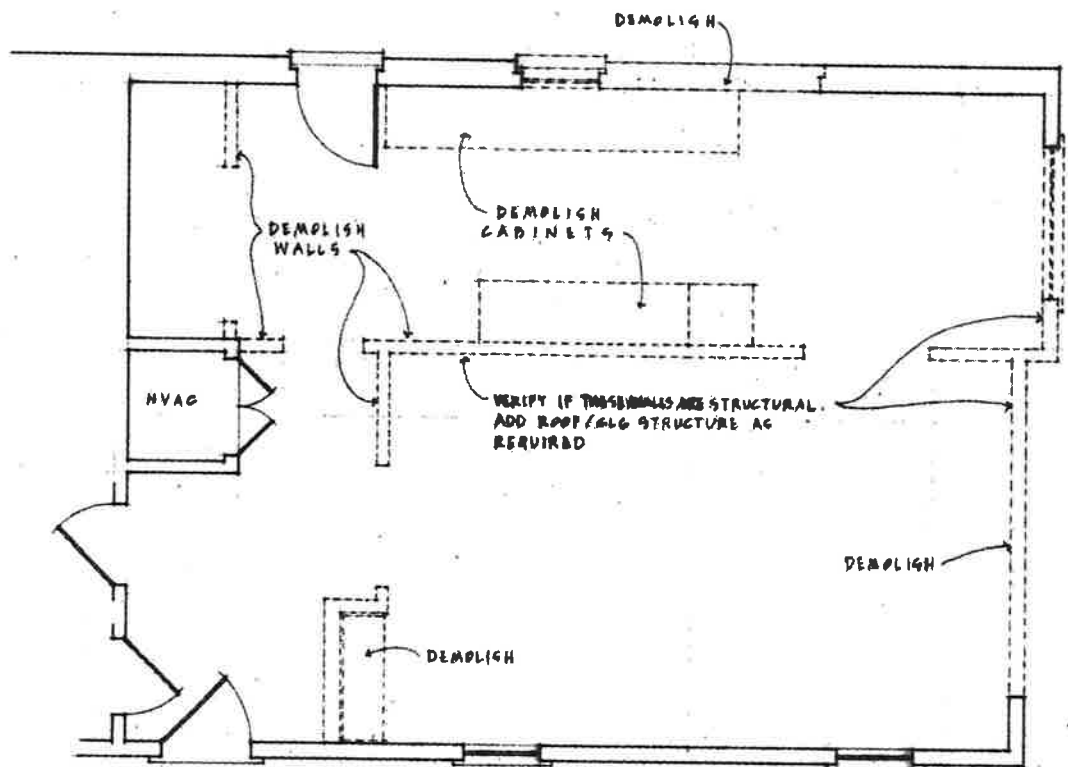 DEMOLISH
DEMOLISH
CABINETS
DEMOLISH
WALLS
HVAC
VERIFY IF THESE WALLS ARE STRUCTURAL.
ADD ROOF/CLG STRUCTURE AS
REQUIRED
DEMOLISH
DEMOLISH